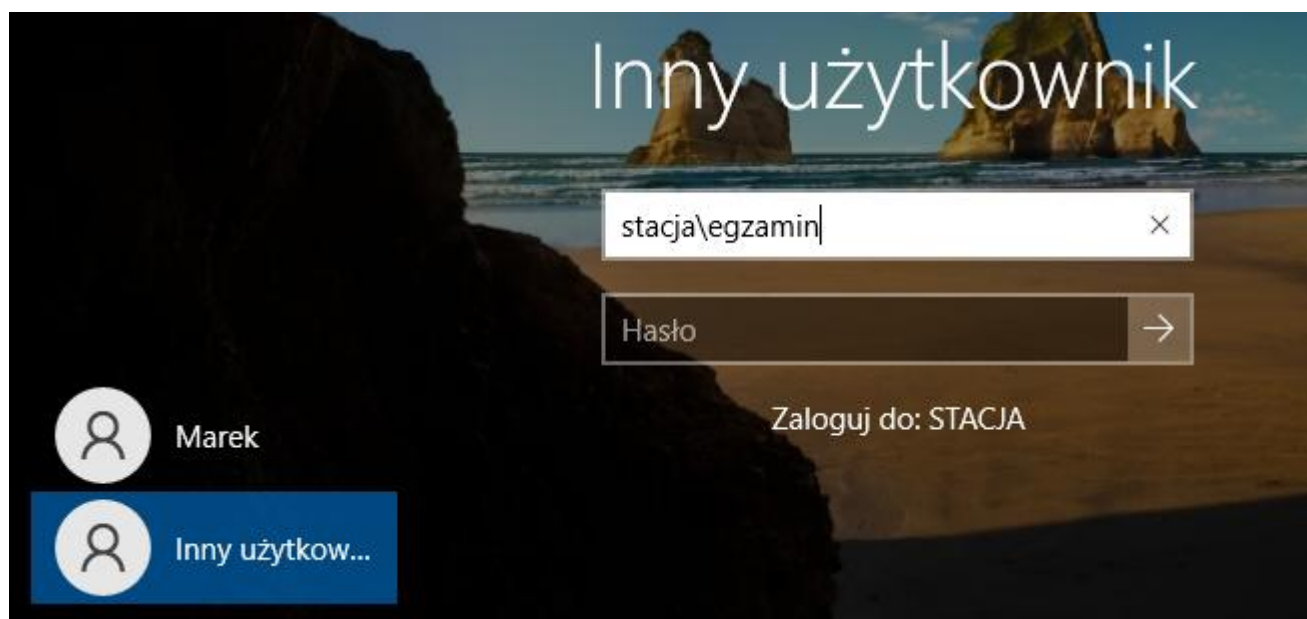 Inny użytkownik
stacja\egzamin
Hasło
Zaloguj do: STACJA
Marek
Inny użytkow...